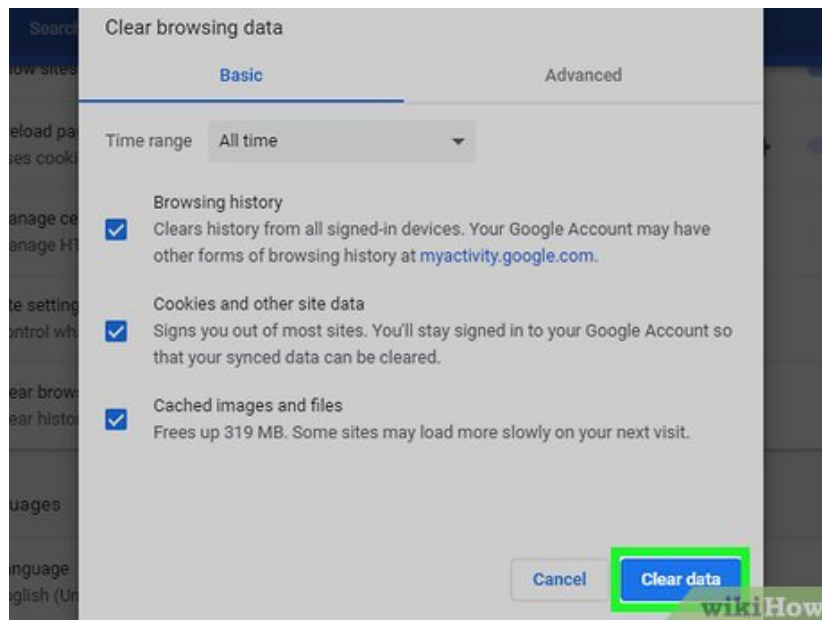 Search
Clear browsing data
Basic
Advanced
Time range
All time
Browsing history
Clears history from all signed-in devices. Your Google Account may have
other forms of browsing history at myactivity.google.com.
Cookies and other site data
Signs you out of most sites. You'll stay signed in to your Google Account so
that your synced data can be cleared.
Cached images and files
Frees up 319 MB. Some sites may load more slowly on your next visit.
Cancel
Clear data
wikiHow